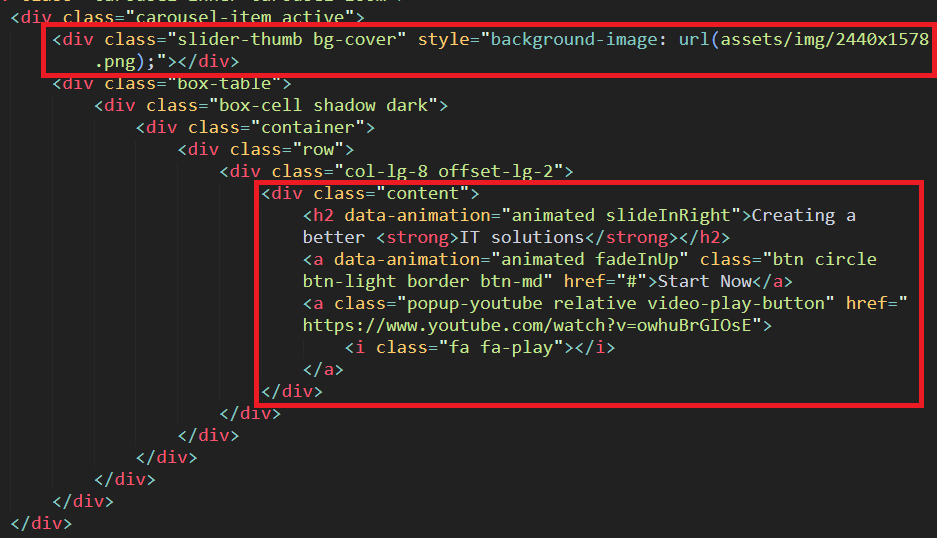 <div class="carousel-item active">
<div class="slider-thumb bg-cover" style="background-image: url(assets/img/2440x1578
.png);"></div>
<div class="box-table">
<div class="box-cell shadow dark">
<div class="container">
<div class="row">
<div class="col-lg-8 offset-lg-2">
<div class="content">
<h2 data-animation="animated slideInRight">Creating a
better <strong>IT solutions</strong></h2>
<a data-animation="animated fadeInUp" class="btn circle
btn-light border btn-md" href="#">Start Now</a>
<a class="popup-youtube relative video-play-button" href="
https://www.youtube.com/watch?v=owhuBrGIOsE">
<i class="fa fa-play"></i>
</a>
</div>
</div>
</div>
</div>
</div>
</div>
</div>